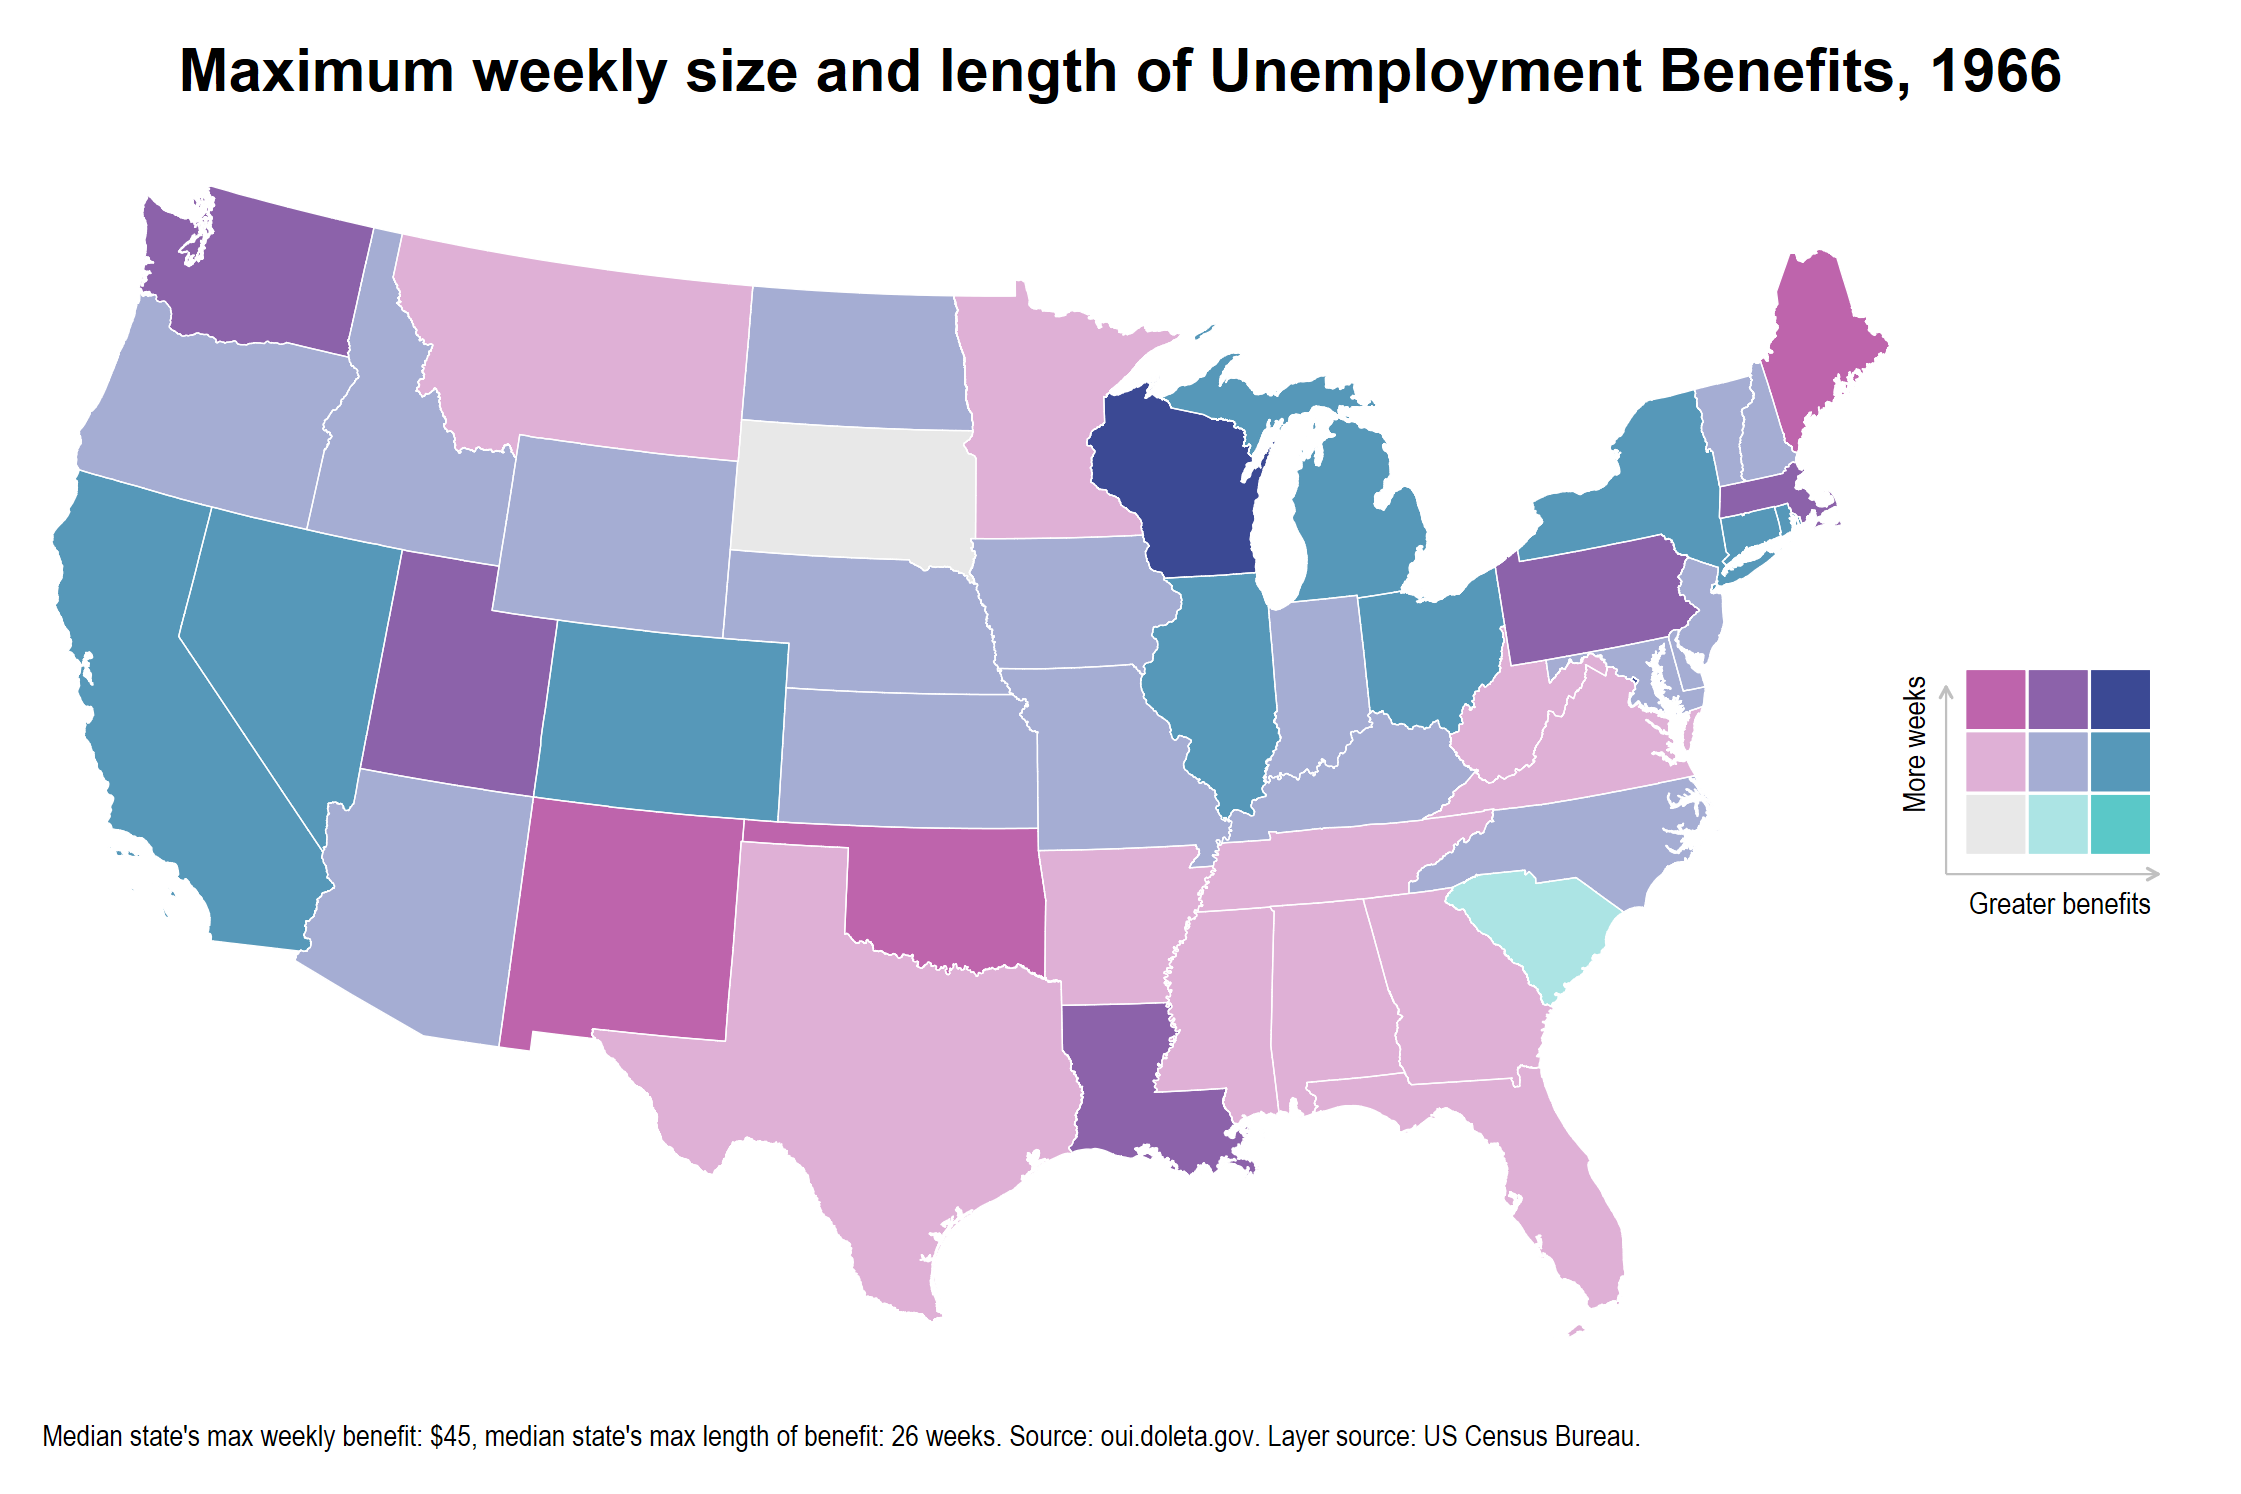 Maximum weekly size and length of Unemployment Benefits, 1966
More weeks
Greater benefits
Median state's max weekly benefit: $45, median state's max length of benefit: 26 weeks. Source: oui.doleta.gov. Layer source: US Census Bureau.